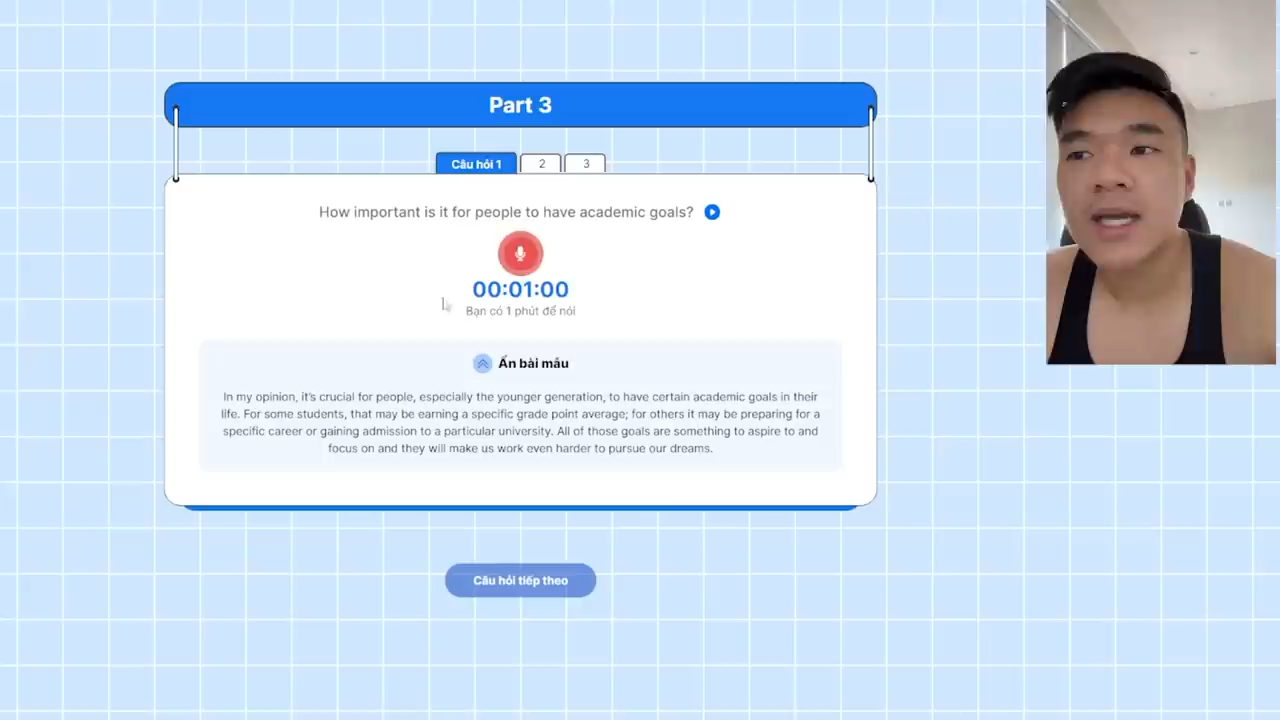 Part 3
Câu hỏi 1
2
3
How important is it for people to have academic goals?
00:01:00
Bạn có 1 phút để nói
Ẩn bài mẫu
In my opinion, it's crucial for people, especially the younger generation, to have certain academic goals in their
life. For some students, that may be earning a specific grade point average; for others it may be preparing for a
specific career or gaining admission to a particular university. All of those goals are something to aspire to and
focus on and they will make us work even harder to pursue our dreams.
Câu hỏi tiếp theo